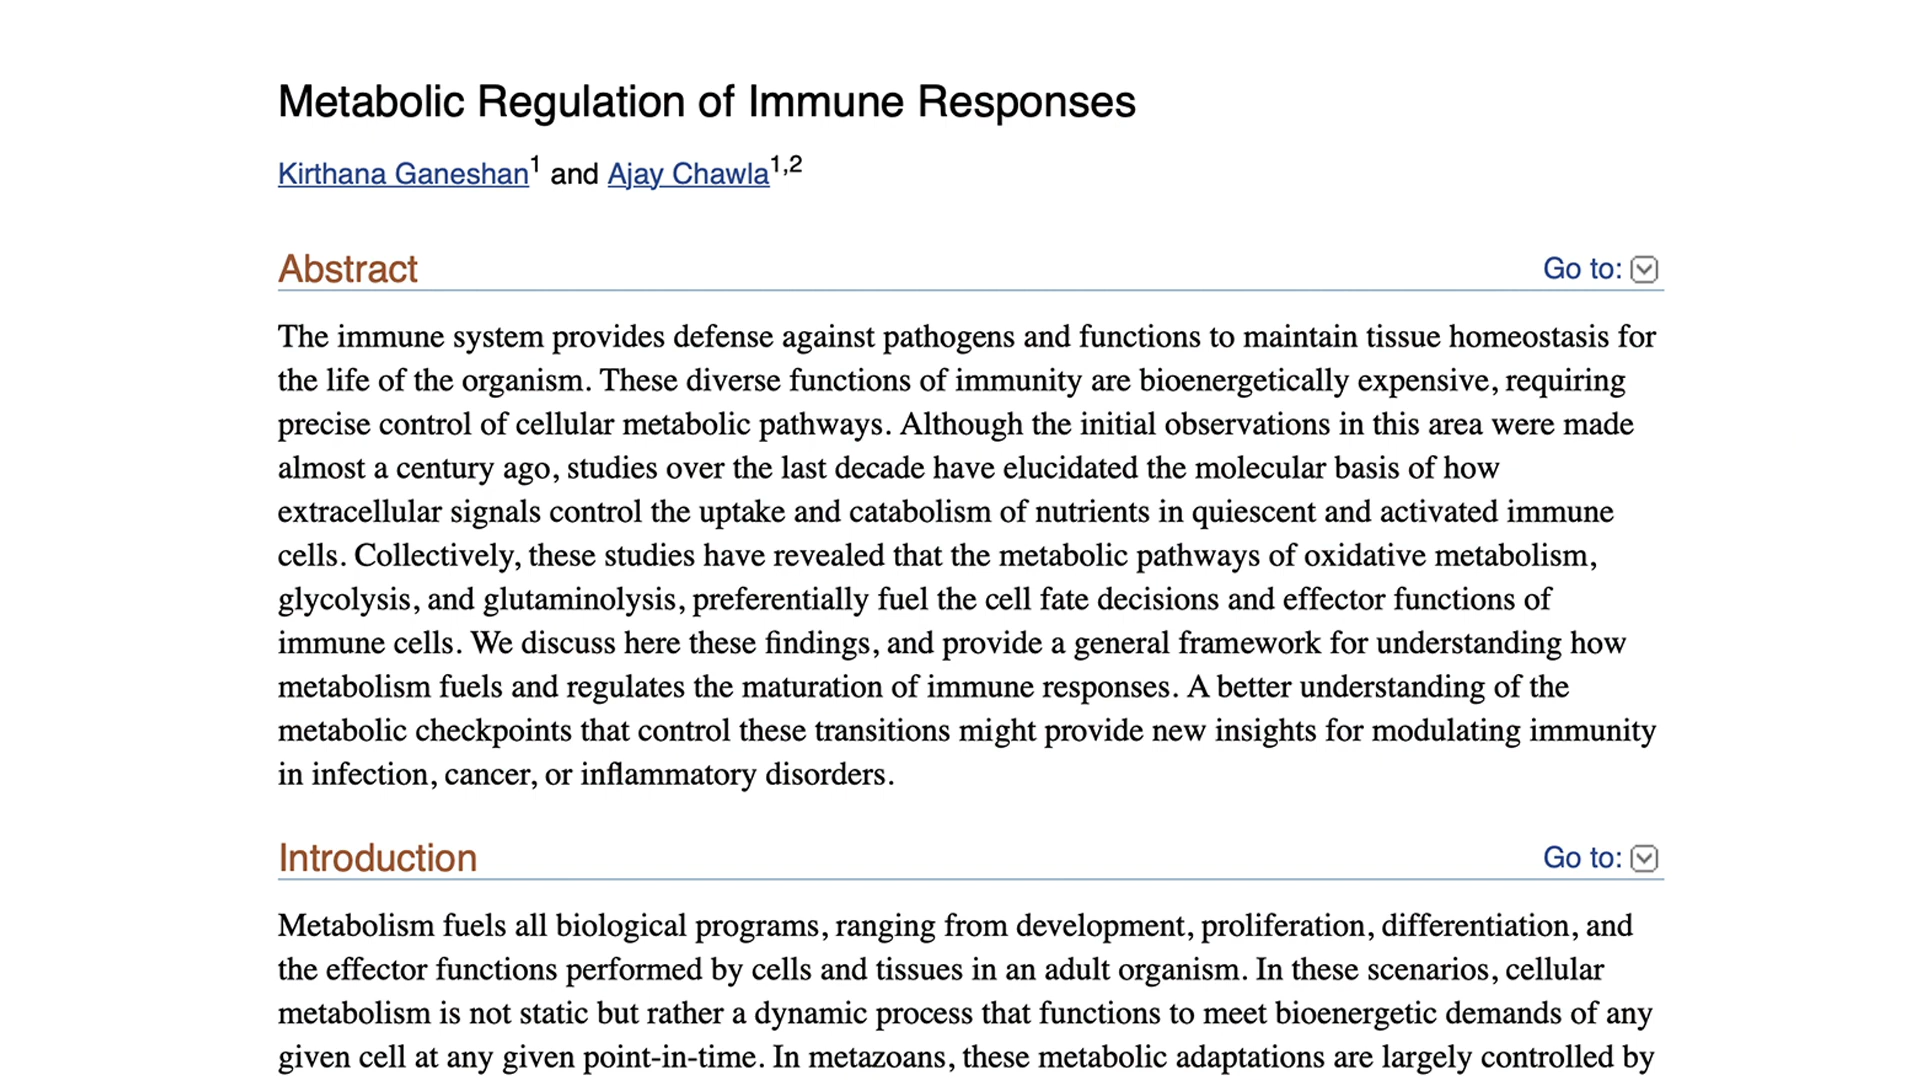 Metabolic Regulation of Immune Responses
Kirthana Ganeshan1 and Ajay Chawla1,2
Abstract Go to:
The immune system provides defense against pathogens and functions to maintain tissue homeostasis for
the life of the organism. These diverse functions of immunity are bioenergetically expensive, requiring
precise control of cellular metabolic pathways. Although the initial observations in this area were made
almost a century ago, studies over the last decade have elucidated the molecular basis of how
extracellular signals control the uptake and catabolism of nutrients in quiescent and activated immune
cells. Collectively, these studies have revealed that the metabolic pathways of oxidative metabolism,
glycolysis, and glutaminolysis, preferentially fuel the cell fate decisions and effector functions of
immune cells. We discuss here these findings, and provide a general framework for understanding how
metabolism fuels and regulates the maturation of immune responses. A better understanding of the
metabolic checkpoints that control these transitions might provide new insights for modulating immunity
in infection, cancer, or inflammatory disorders.
Introduction Go to:
Metabolism fuels all biological programs, ranging from development, proliferation, differentiation, and
the effector functions performed by cells and tissues in an adult organism. In these scenarios, cellular
metabolism is not static but rather a dynamic process that functions to meet bioenergetic demands of any
given cell at any given point-in-time. In metazoans, these metabolic adaptations are largely controlled by